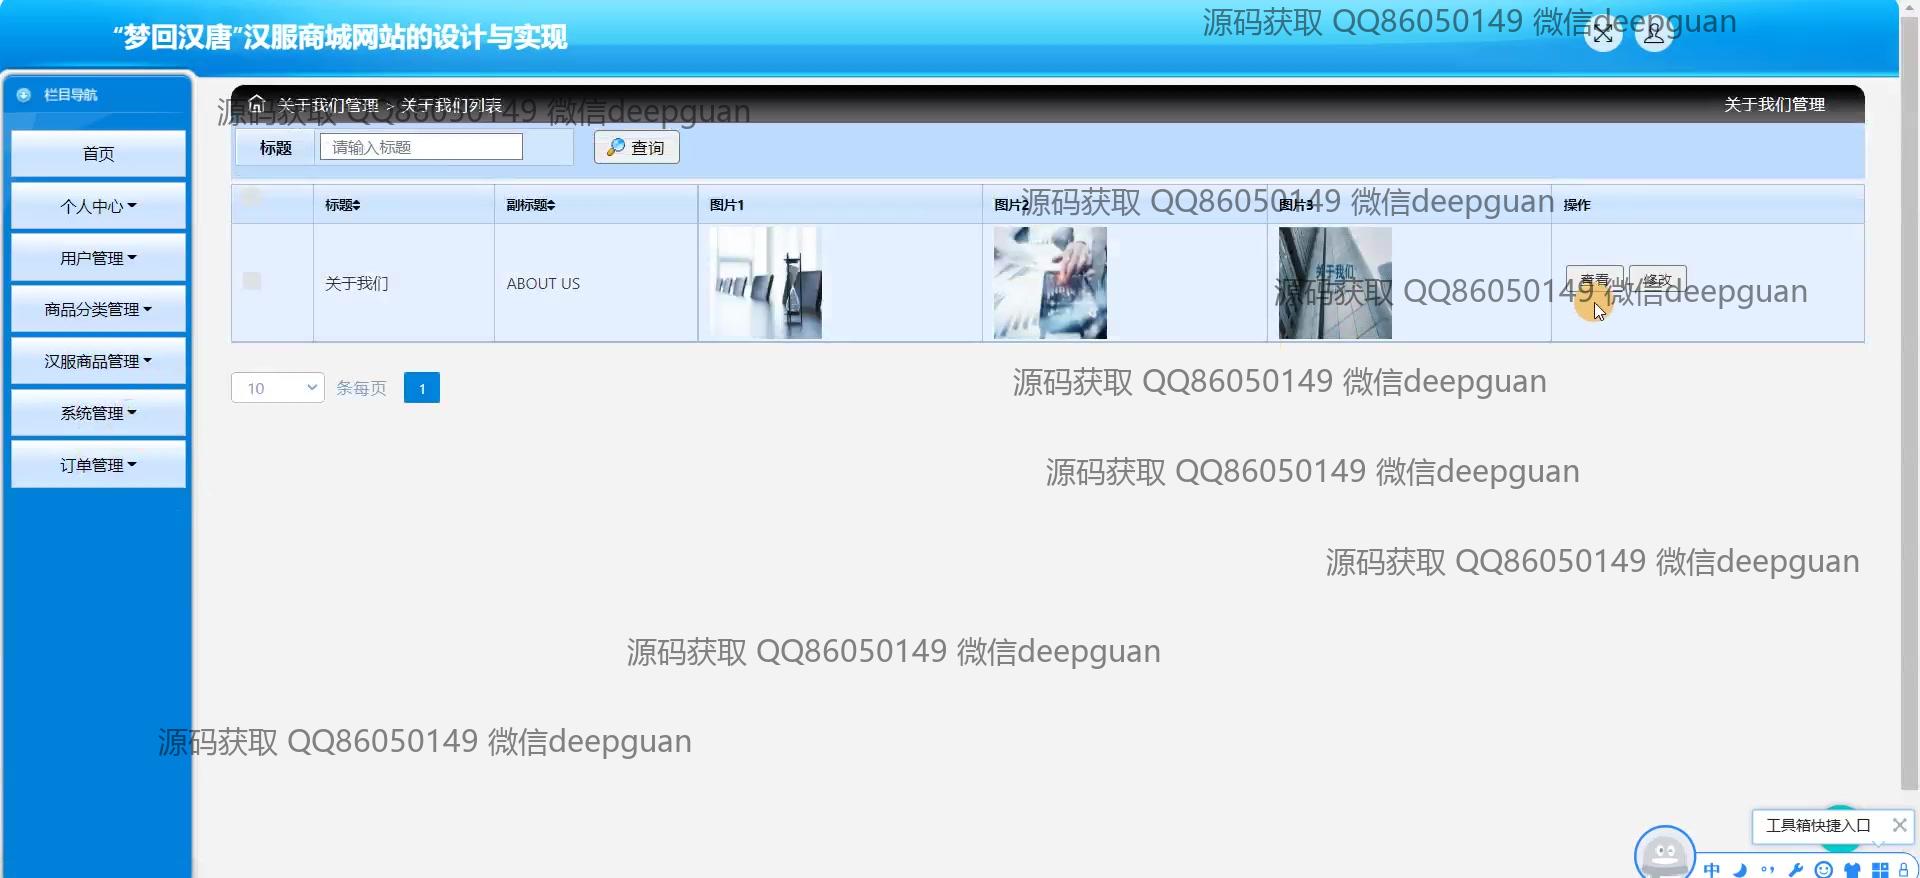 “梦回汉唐”汉服商城网站的设计与实现
源码获取 QQ86050149 微信deepguan
栏目导航
首页
个人中心
用户管理
商品分类管理
汉服商品管理
系统管理
订单管理
关于我们管理 > 关于我们列表
关于我们管理
源码获取 QQ86050149 微信deepguan
标题
请输入标题
查询
标题
副标题
图片1
图片2
图片3
操作
源码获取 QQ86050149 微信deepguan
关于我们
ABOUT US
关于我们
查看
修改
源码获取 QQ86050149 微信deepguan
10
条每页
1
源码获取 QQ86050149 微信deepguan
源码获取 QQ86050149 微信deepguan
源码获取 QQ86050149 微信deepguan
源码获取 QQ86050149 微信deepguan
源码获取 QQ86050149 微信deepguan
工具箱快捷入口
中